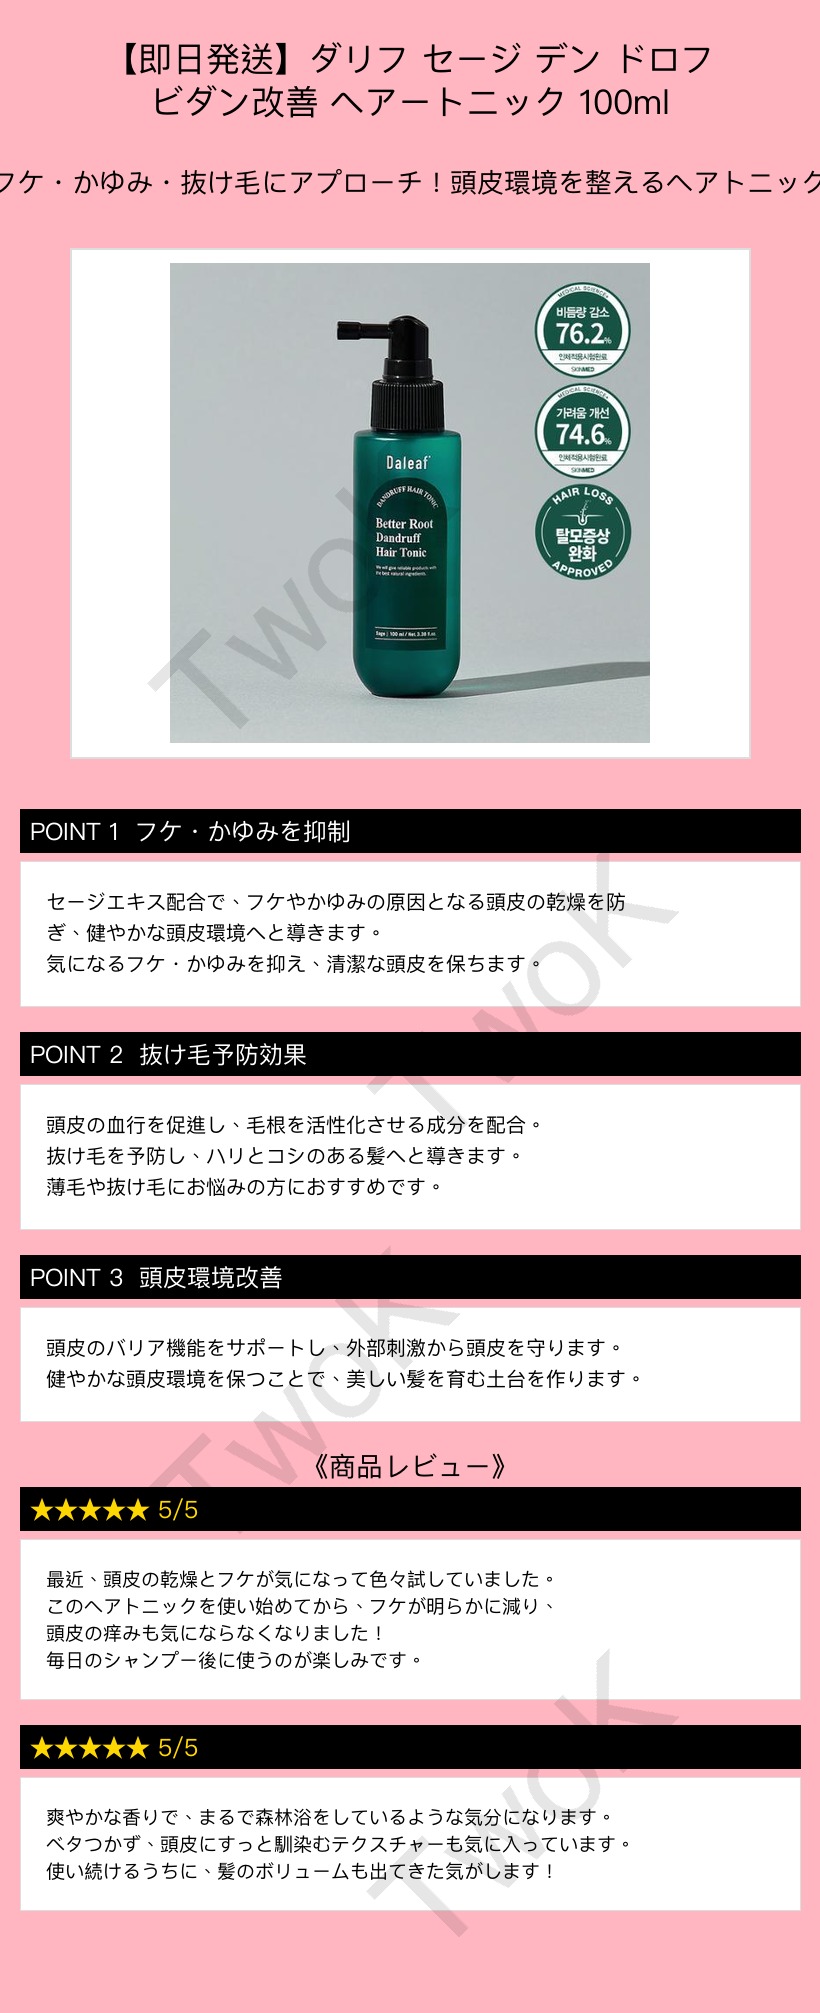 【即日発送】ダリフ セージ デン ドロフ
ビダン改善 ヘアートニック 100ml
フケ・かゆみ・抜け毛にアプローチ！頭皮環境を整えるヘアトニック
MEDICAL SCIENCE+
비듬량 감소
76.2%
인체적용시험완료
SKINMED
MEDICAL SCIENCE+
가려움 개선
74.6%
인체적용시험완료
SKINMED
HAIR LOSS
탈모증상
완화
APPROVED
Daleaf
DANDRUFF HAIR TONIC
Better Root
Dandruff
Hair Tonic
We will give reliable products with
the best natural ingredients.
Sage | 100 ml / Net 3.38 fl.oz.
TwoK
POINT 1 フケ・かゆみを抑制
セージエキス配合で、フケやかゆみの原因となる頭皮の乾燥を防
ぎ、健やかな頭皮環境へと導きます。
気になるフケ・かゆみを抑え、清潔な頭皮を保ちます。
TwoK
POINT 2 抜け毛予防効果
頭皮の血行を促進し、毛根を活性化させる成分を配合。
抜け毛を予防し、ハリとコシのある髪へと導きます。
薄毛や抜け毛にお悩みの方におすすめです。
POINT 3 頭皮環境改善
頭皮のバリア機能をサポートし、外部刺激から頭皮を守ります。
健やかな頭皮環境を保つことで、美しい髪を育む土台を作ります。
TwoK
《商品レビュー》
★★★★★ 5/5
最近、頭皮の乾燥とフケが気になって色々試していました。
このヘアトニックを使い始めてから、フケが明らかに減り、
頭皮の痒みも気にならなくなりました！
毎日のシャンプー後に使うのが楽しみです。
★★★★★ 5/5
爽やかな香りで、まるで森林浴をしているような気分になります。
ベタつかず、頭皮にすっと馴染むテクスチャーも気に入っています。
使い続けるうちに、髪のボリュームも出てきた気がします！
TwoK